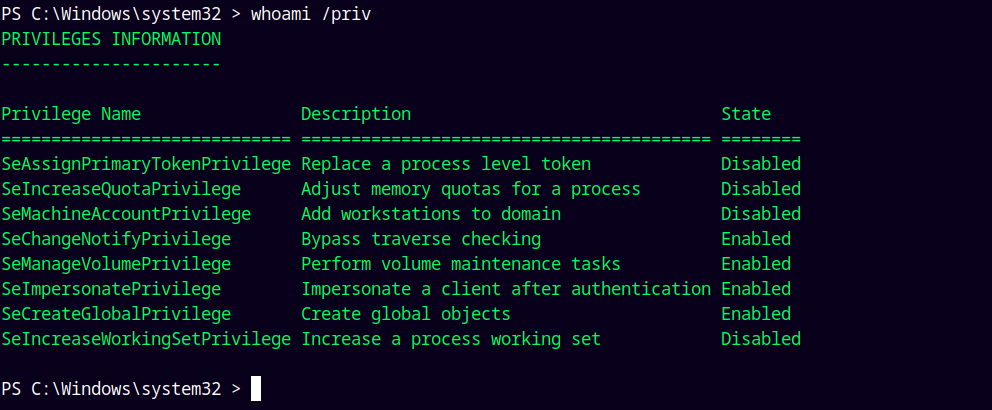 PS C:\Windows\system32 > whoami /priv
PRIVILEGES INFORMATION
----------------------
Privilege Name                Description                               State
============================= ========================================= ========
SeAssignPrimaryTokenPrivilege Replace a process level token             Disabled
SeIncreaseQuotaPrivilege      Adjust memory quotas for a process        Disabled
SeMachineAccountPrivilege     Add workstations to domain                Disabled
SeChangeNotifyPrivilege       Bypass traverse checking                  Enabled
SeManageVolumePrivilege       Perform volume maintenance tasks          Enabled
SeImpersonatePrivilege        Impersonate a client after authentication Enabled
SeCreateGlobalPrivilege       Create global objects                     Enabled
SeIncreaseWorkingSetPrivilege Increase a process working set            Disabled
PS C:\Windows\system32 >